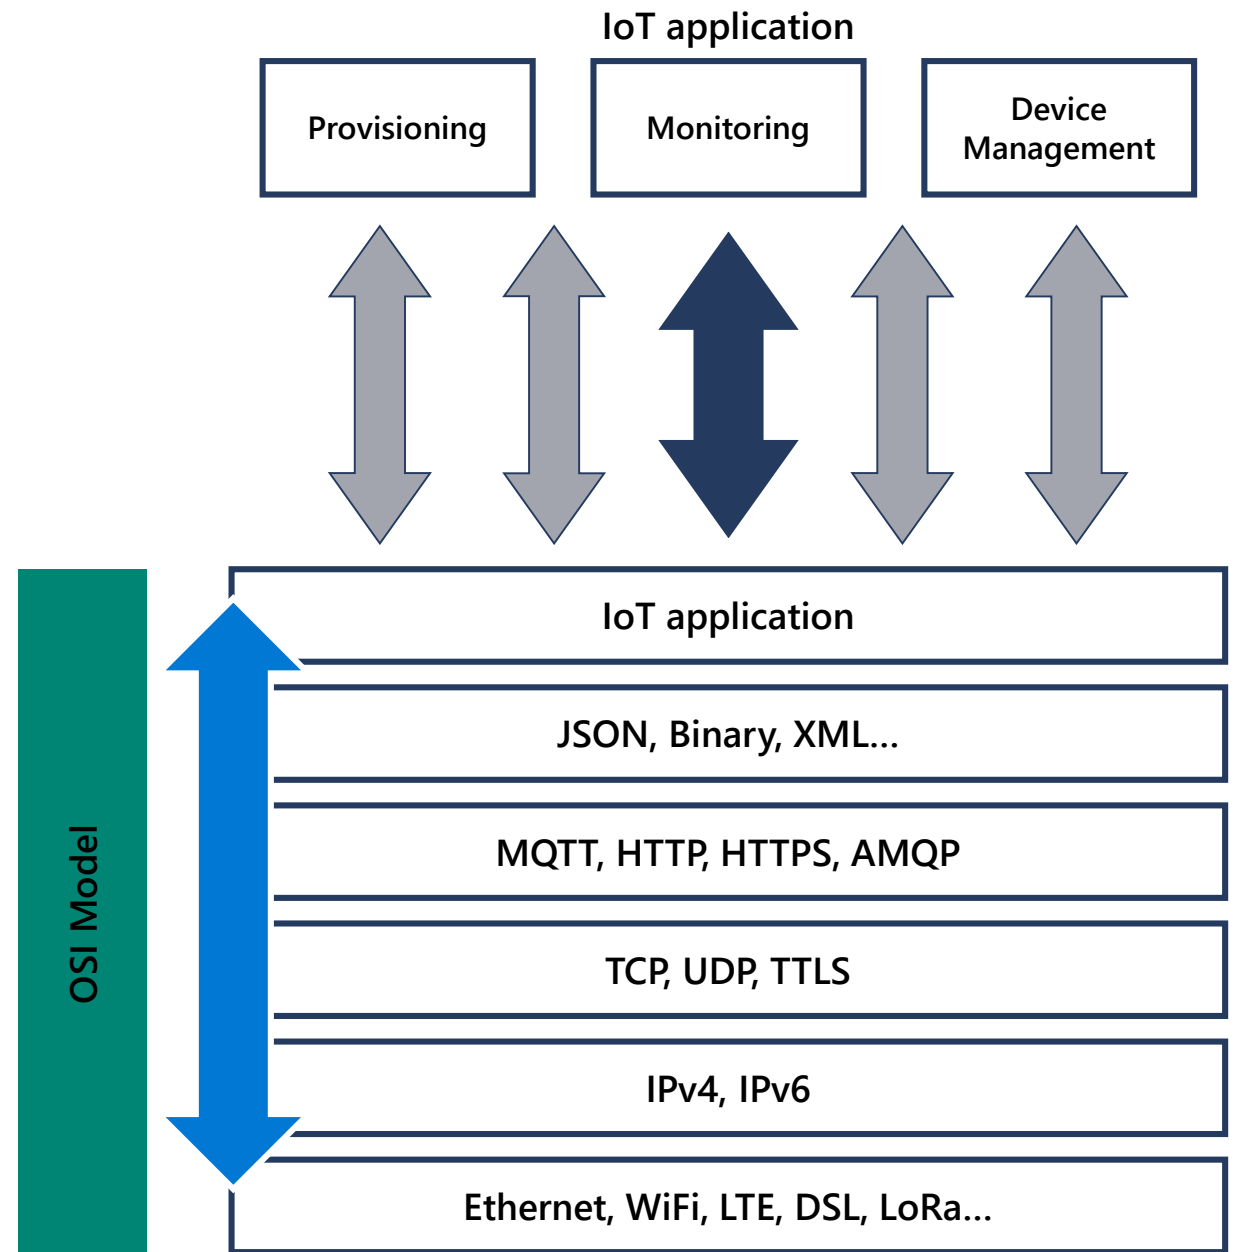 IoT application
Provisioning
Monitoring
Device
Management
OSI Model
IoT application
JSON, Binary, XML...
MQTT, HTTP, HTTPS, AMQP
TCP, UDP, TTLS
IPv4, IPv6
Ethernet, WiFi, LTE, DSL, LoRa...